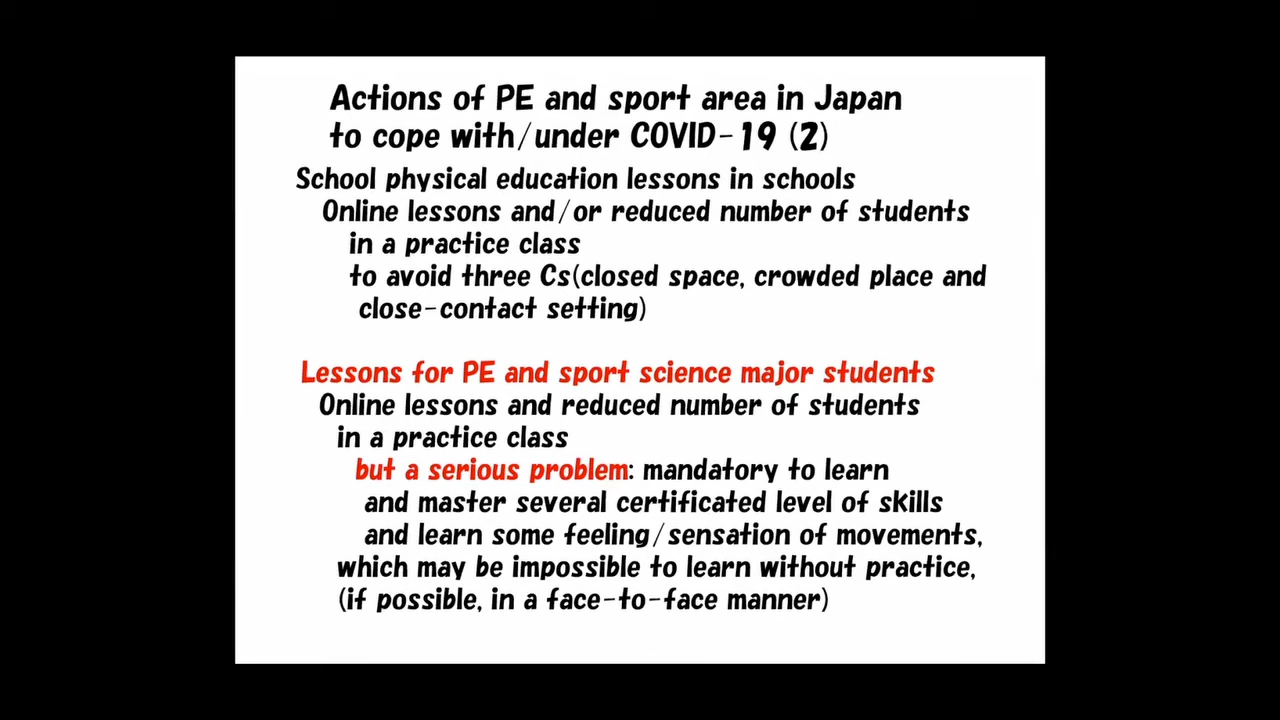 Actions of PE and sport area in Japan
to cope with/under COVID-19 (2)
School physical education lessons in schools
Online lessons and/or reduced number of students
in a practice class
to avoid three Cs(closed space, crowded place and
close-contact setting)
Lessons for PE and sport science major students
Online lessons and reduced number of students
in a practice class
but a serious problem: mandatory to learn
and master several certificated level of skills
and learn some feeling/sensation of movements,
which may be impossible to learn without practice,
(if possible, in a face-to-face manner)